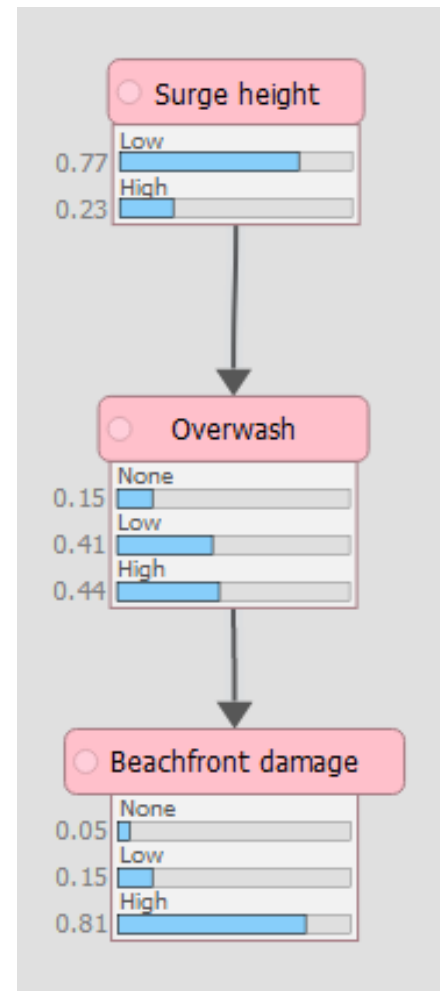 Surge height
Low
0.77
High
0.23
Overwash
None
0.15
Low
0.41
High
0.44
Beachfront damage
None
0.05
Low
0.15
High
0.81